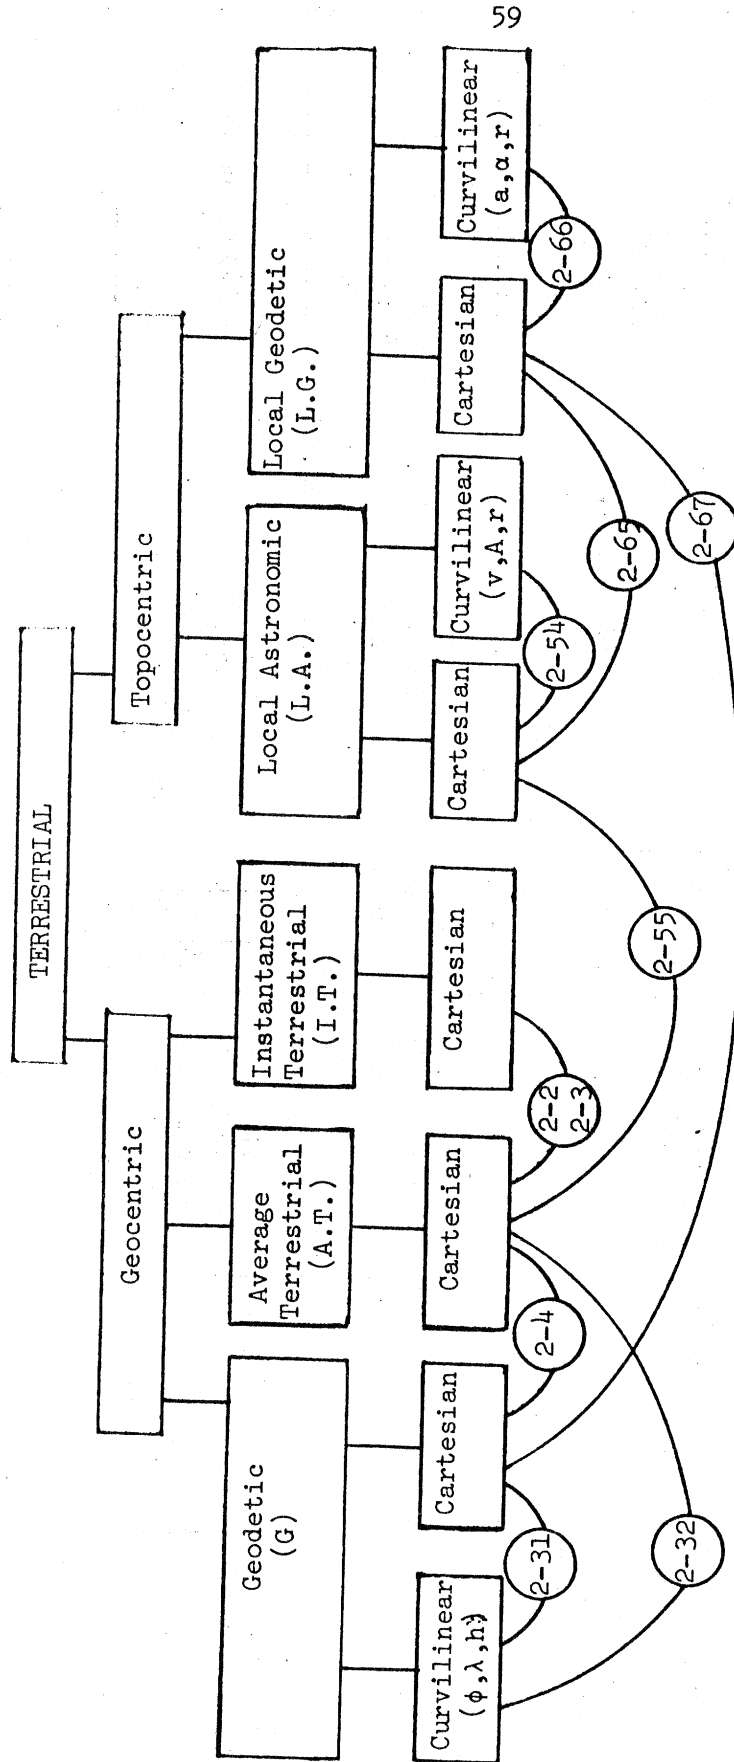 59
TERRESTRIAL
Geocentric
Topocentric
Geodetic
(G)
Average
Terrestrial
(A.T.)
Instantaneous
Terrestrial
(I.T.)
Local Astronomic
(L.A.)
Local Geodetic
(L.G.)
Curvilinear
(ϕ,λ,h)
Cartesian
Cartesian
Cartesian
Cartesian
Curvilinear
(v,A,r)
Cartesian
Curvilinear
(a,α,r)
2-31
2-4
2-2
2-3
2-54
2-66
2-32
2-55
2-65
2-67